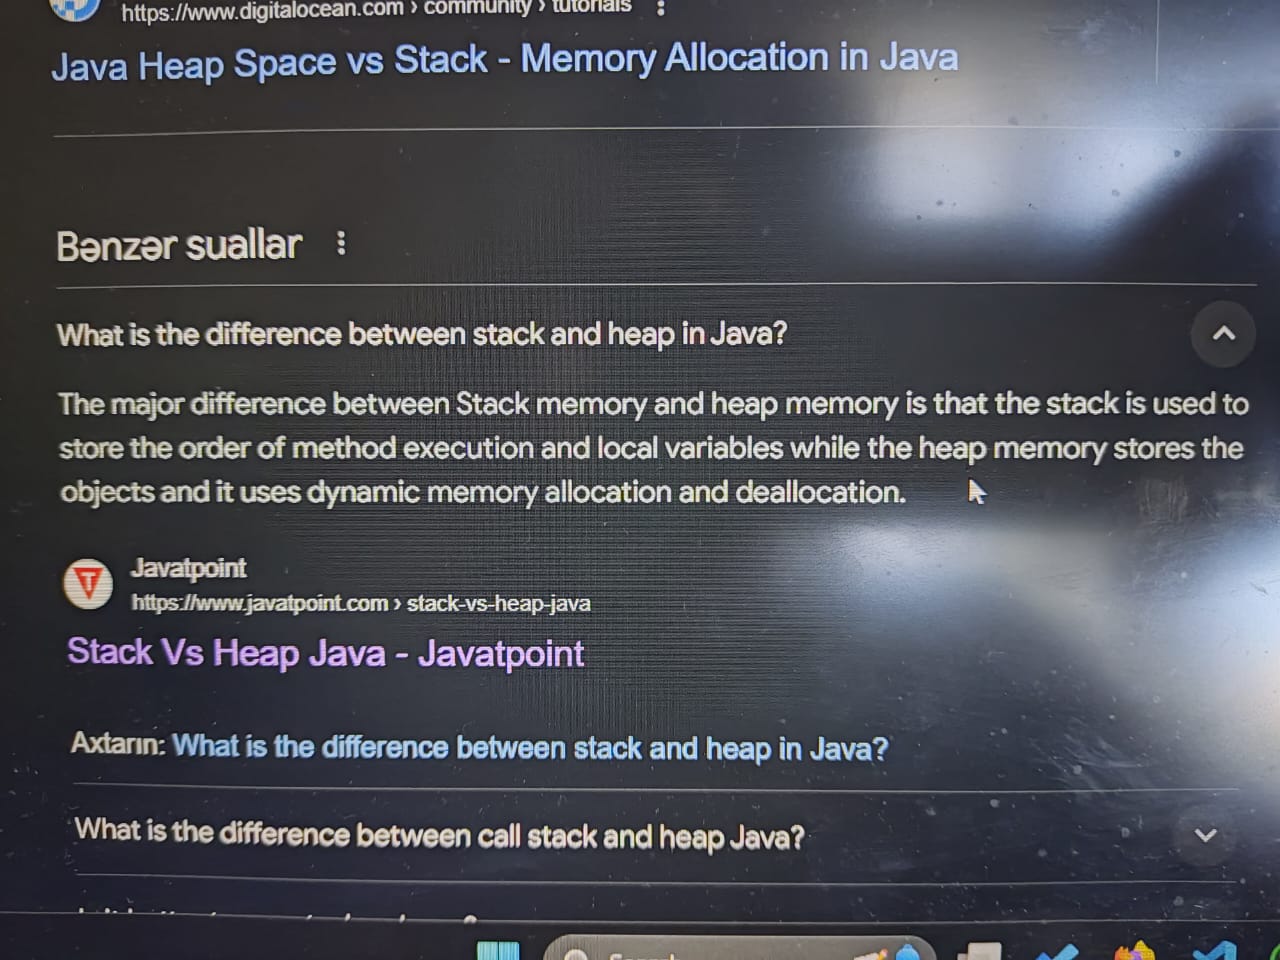 https://www.digitalocean.com › community › tutorials
Java Heap Space vs Stack - Memory Allocation in Java
Bənzər suallar
What is the difference between stack and heap in Java?
The major difference between Stack memory and heap memory is that the stack is used to
store the order of method execution and local variables while the heap memory stores the
objects and it uses dynamic memory allocation and deallocation.
Javatpoint
https://www.javatpoint.com › stack-vs-heap-java
Stack Vs Heap Java - Javatpoint
Axtarın: What is the difference between stack and heap in Java?
What is the difference between call stack and heap Java?